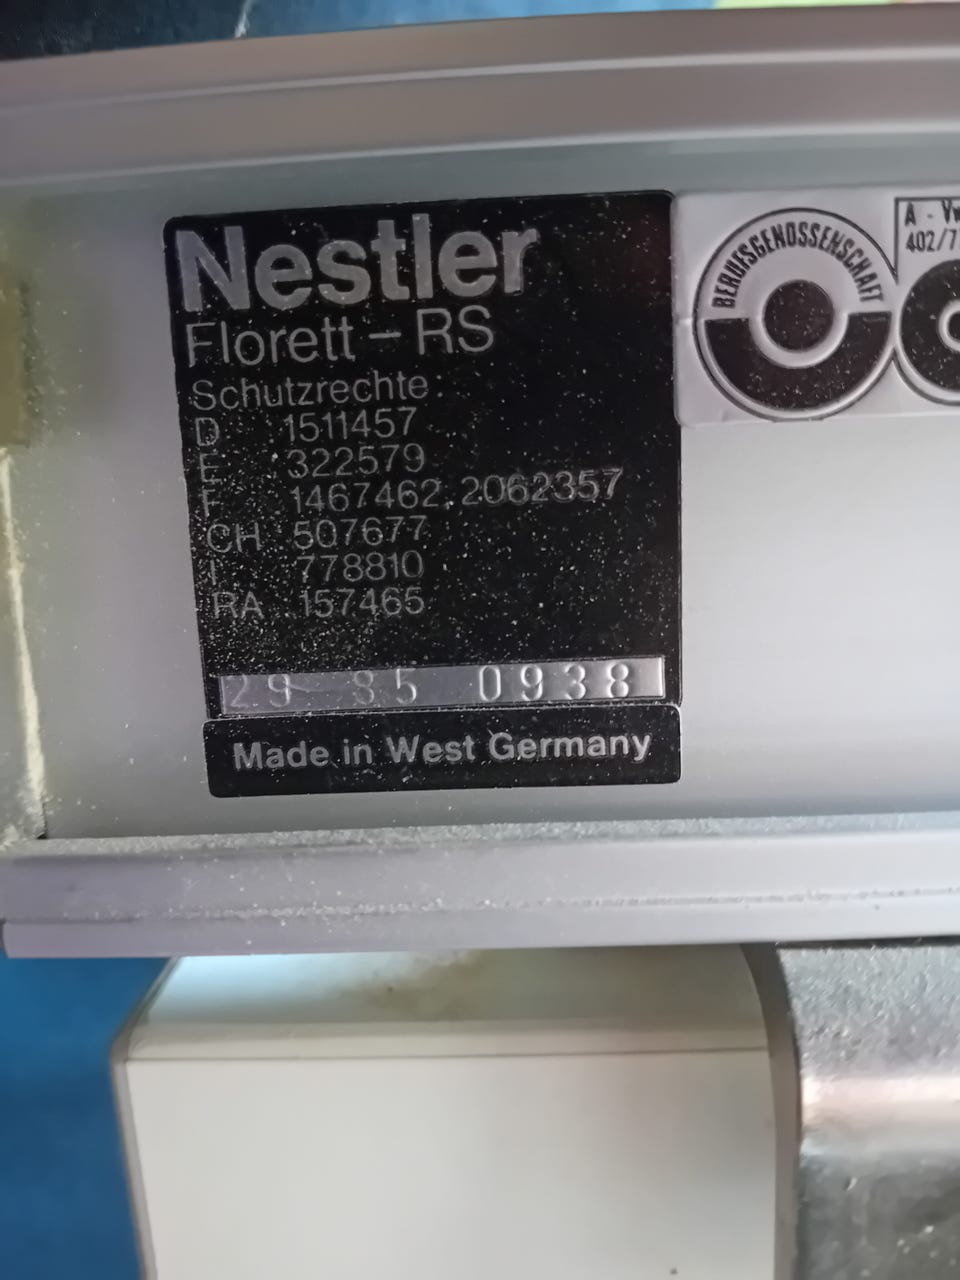 Nestler
Florett - RS
Schutzrechte:
D : 1511457
E : 322579
F : 1467462, 2062357
CH : 507677
I : 778810
RA : 157465
29 85 0938
Made in West Germany
BERUFSGENOSSENSCHAFT
A - Vw
402/77